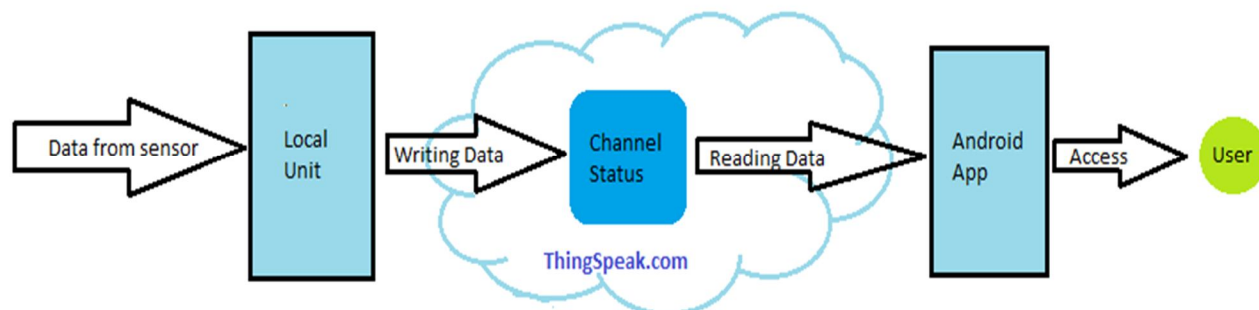 Data from sensor
Local
Unit
Writing Data
Channel
Status
Reading Data
Android
App
Access
User
ThingSpeak.com